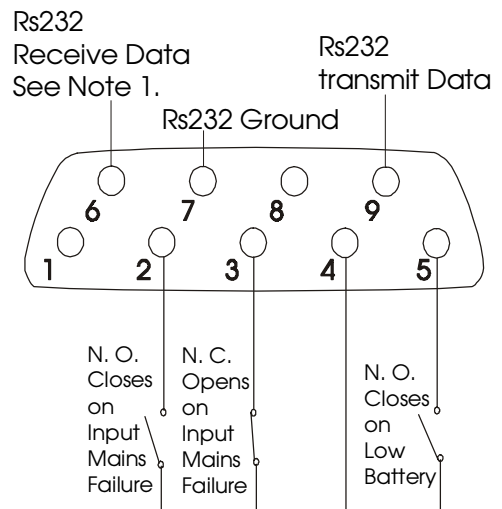 Rs232
Receive Data
See Note 1.
Rs232
transmit Data
Rs232 Ground
6 7 8 9
1 2 3 4 5
N. O.
Closes
on
Input
Mains
Failure
N. C.
Opens
on
Input
Mains
Failure
N. O.
Closes
on
Low
Battery